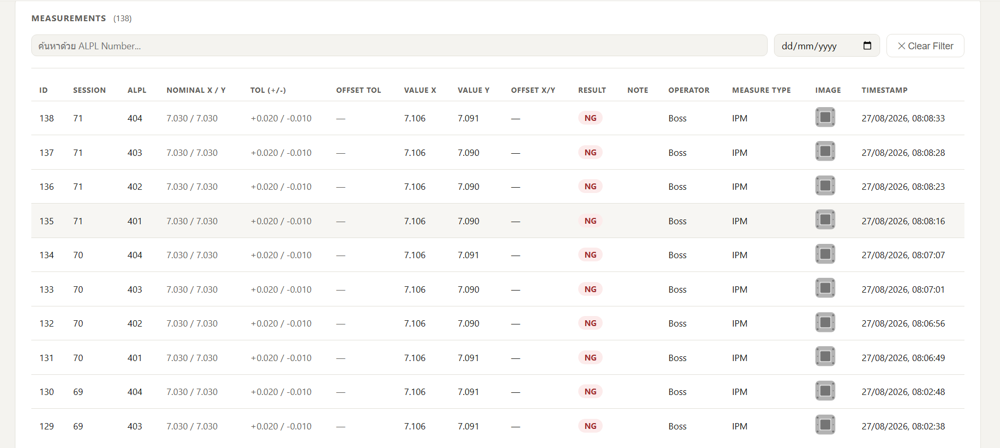 MEASUREMENTS (138)
ค้นหาด้วย ALPL Number... dd/mm/yyyy Clear Filter
ID SESSION ALPL NOMINAL X / Y TOL (+/-) OFFSET TOL VALUE X VALUE Y OFFSET X/Y RESULT NOTE OPERATOR MEASURE TYPE IMAGE TIMESTAMP
138 71 404 7.030 / 7.030 +0.020 / -0.010 — 7.106 7.091 — NG Boss IPM 27/08/2026, 08:08:33
137 71 403 7.030 / 7.030 +0.020 / -0.010 — 7.106 7.090 — NG Boss IPM 27/08/2026, 08:08:28
136 71 402 7.030 / 7.030 +0.020 / -0.010 — 7.106 7.090 — NG Boss IPM 27/08/2026, 08:08:23
135 71 401 7.030 / 7.030 +0.020 / -0.010 — 7.106 7.090 — NG Boss IPM 27/08/2026, 08:08:16
134 70 404 7.030 / 7.030 +0.020 / -0.010 — 7.106 7.091 — NG Boss IPM 27/08/2026, 08:07:07
133 70 403 7.030 / 7.030 +0.020 / -0.010 — 7.106 7.090 — NG Boss IPM 27/08/2026, 08:07:01
132 70 402 7.030 / 7.030 +0.020 / -0.010 — 7.106 7.090 — NG Boss IPM 27/08/2026, 08:06:56
131 70 401 7.030 / 7.030 +0.020 / -0.010 — 7.106 7.091 — NG Boss IPM 27/08/2026, 08:06:49
130 69 404 7.030 / 7.030 +0.020 / -0.010 — 7.106 7.091 — NG Boss IPM 27/08/2026, 08:02:48
129 69 403 7.030 / 7.030 +0.020 / -0.010 — 7.106 7.091 — NG Boss IPM 27/08/2026, 08:02:38